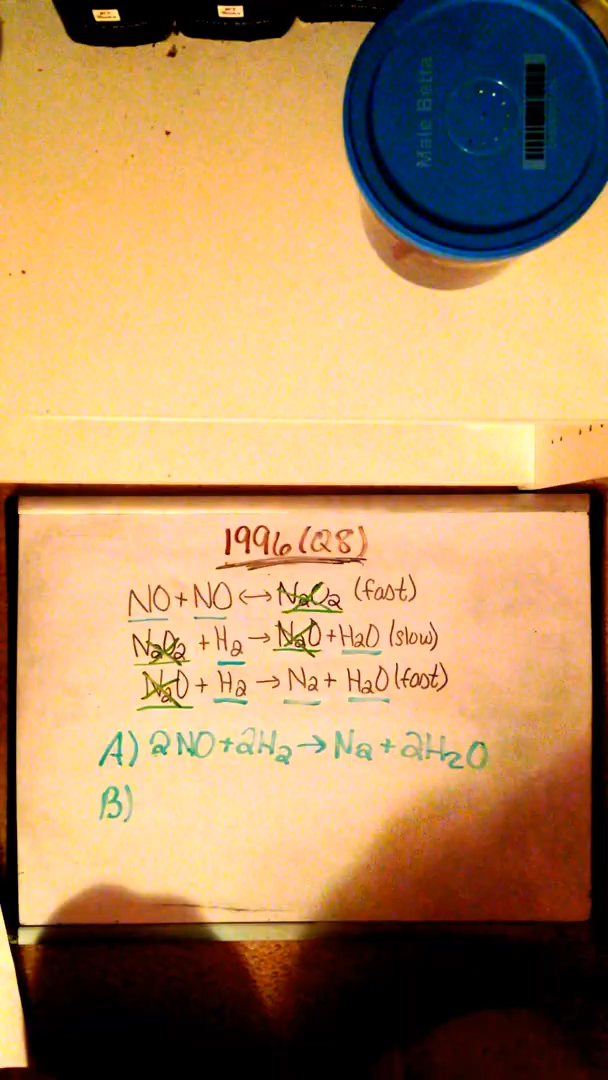 Male Betta
1996 (Q8)
NO + NO ↔ N₂O₂ (fast)
N₂O₂ + H₂ → N₂O + H₂O (slow)
N₂O + H₂ → N₂ + H₂O (fast)
A) 2NO + 2H₂ → N₂ + 2H₂O
B)